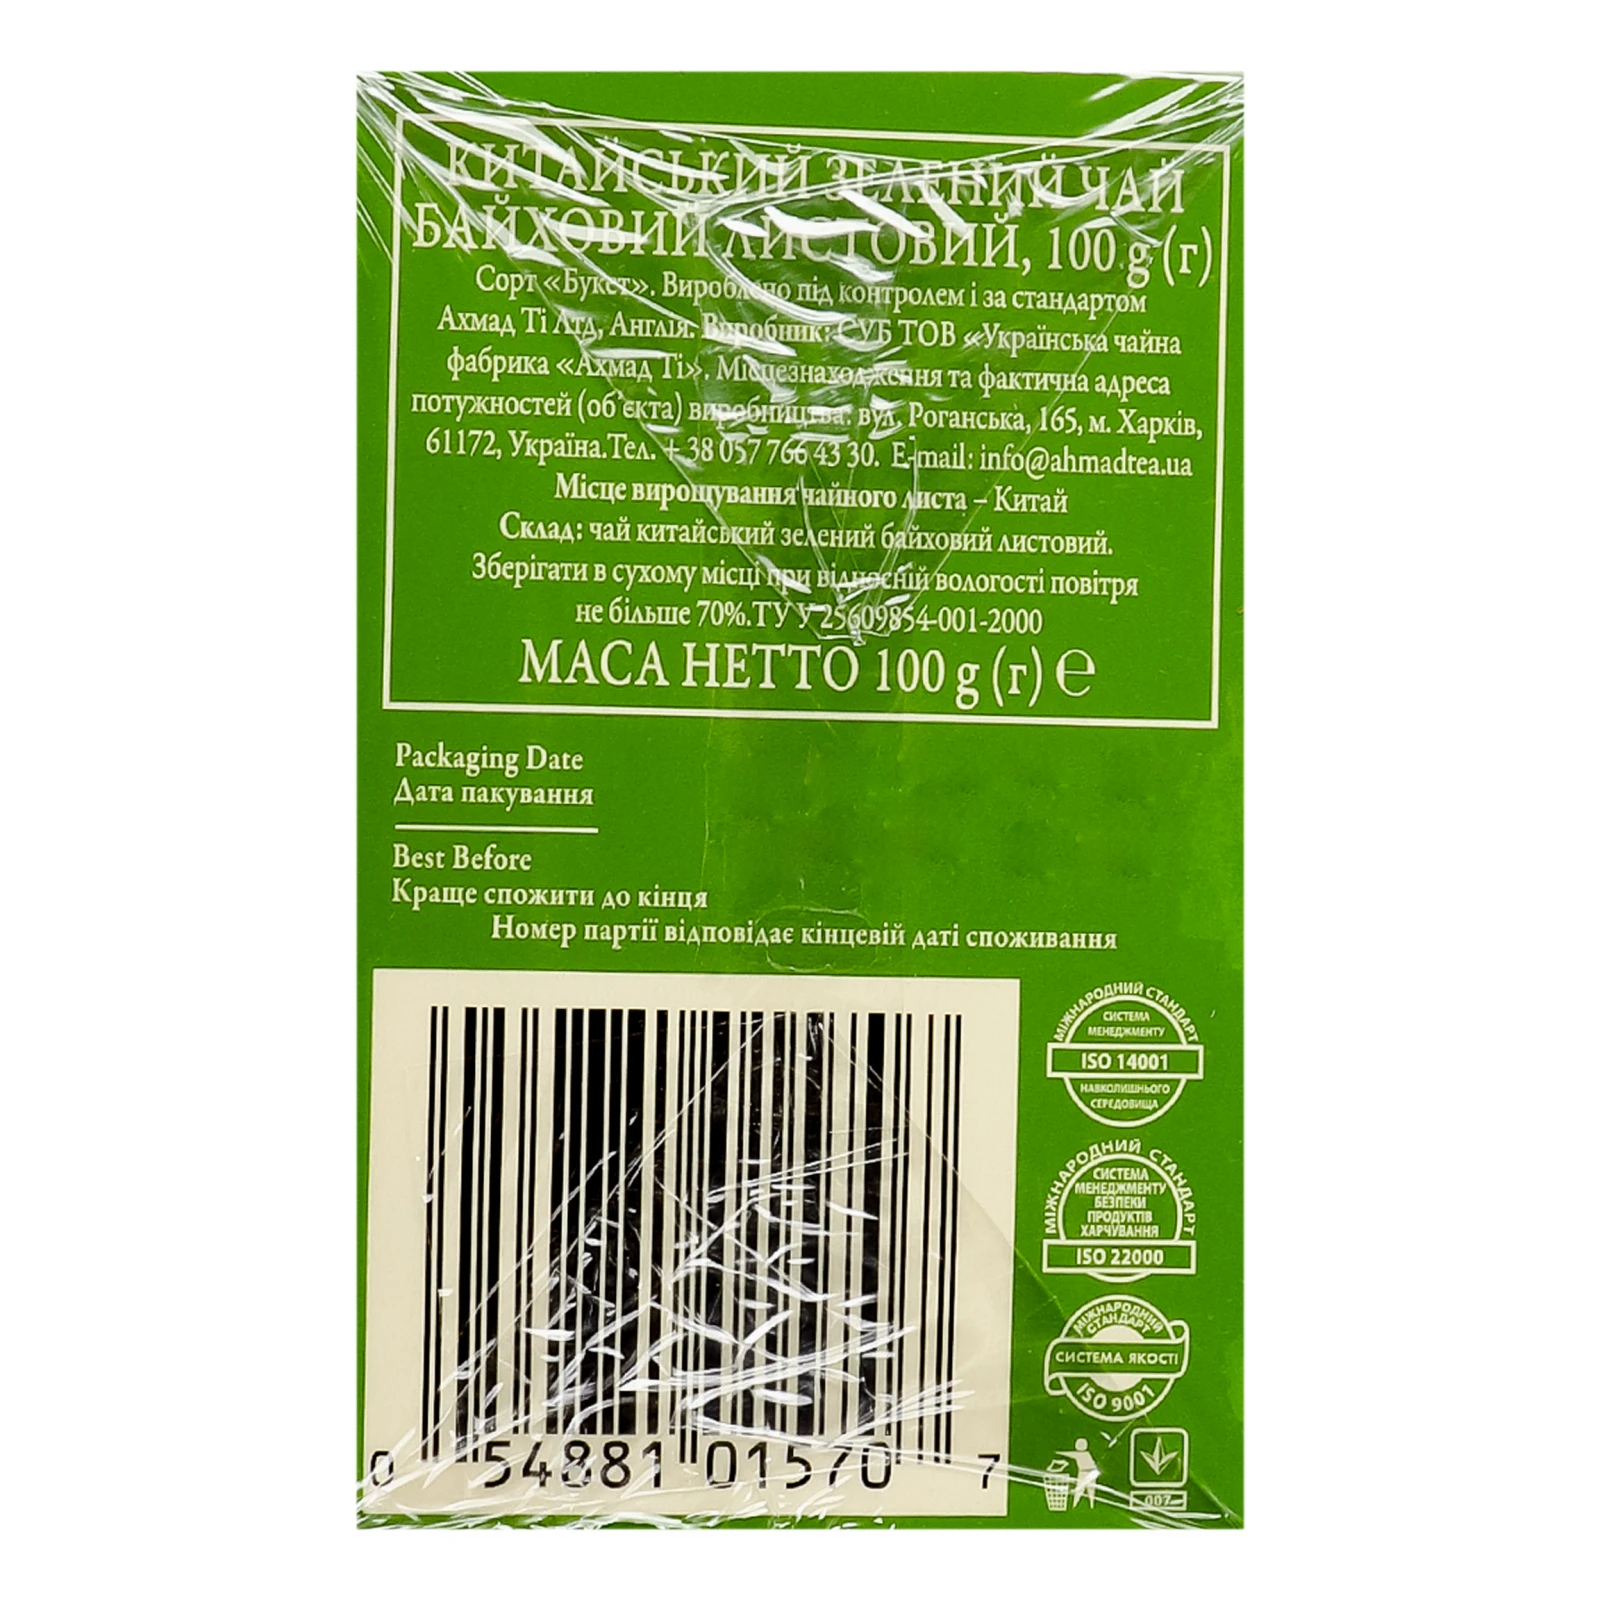 КИТАЙСЬКИЙ ЗЕЛЕНИЙ ЧАЙ
БАЙХОВИЙ ЛИСТОВИЙ, 100 g (г)
Сорт «Букет». Вироблено під контролем і за стандартом
Ахмад Ті Лтд, Англія. Виробник: СУБ ТОВ «Українська чайна
фабрика «Ахмад Ті». Місцезнаходження та фактична адреса
потужностей (об'єкта) виробництва: вул. Роганська, 165, м. Харків,
61172, Україна.Тел. + 38 057 766 43 30. E-mail: info@ahmadtea.ua
Місце вирощування чайного листа – Китай
Склад: чай китайський зелений байховий листовий.
Зберігати в сухому місці при відносній вологості повітря
не більше 70%.ТУ У 25609854-001-2000
МАСА НЕТТО 100 g (г) ℮
Packaging Date
Дата пакування
Best Before
Краще спожити до кінця
Номер партії відповідає кінцевій даті споживання
МІЖНАРОДНИЙ СТАНДАРТ
СИСТЕМА
МЕНЕДЖМЕНТУ
ISO 14001
НАВКОЛИШНЬОГО
СЕРЕДОВИЩА
МІЖНАРОДНИЙ СТАНДАРТ
СИСТЕМА
МЕНЕДЖМЕНТУ
БЕЗПЕКИ
ПРОДУКТІВ
ХАРЧУВАННЯ
ISO 22000
МІЖНАРОДНИЙ
СТАНДАРТ
СИСТЕМА ЯКОСТІ
ISO 9001
007
0 54881 01570 7